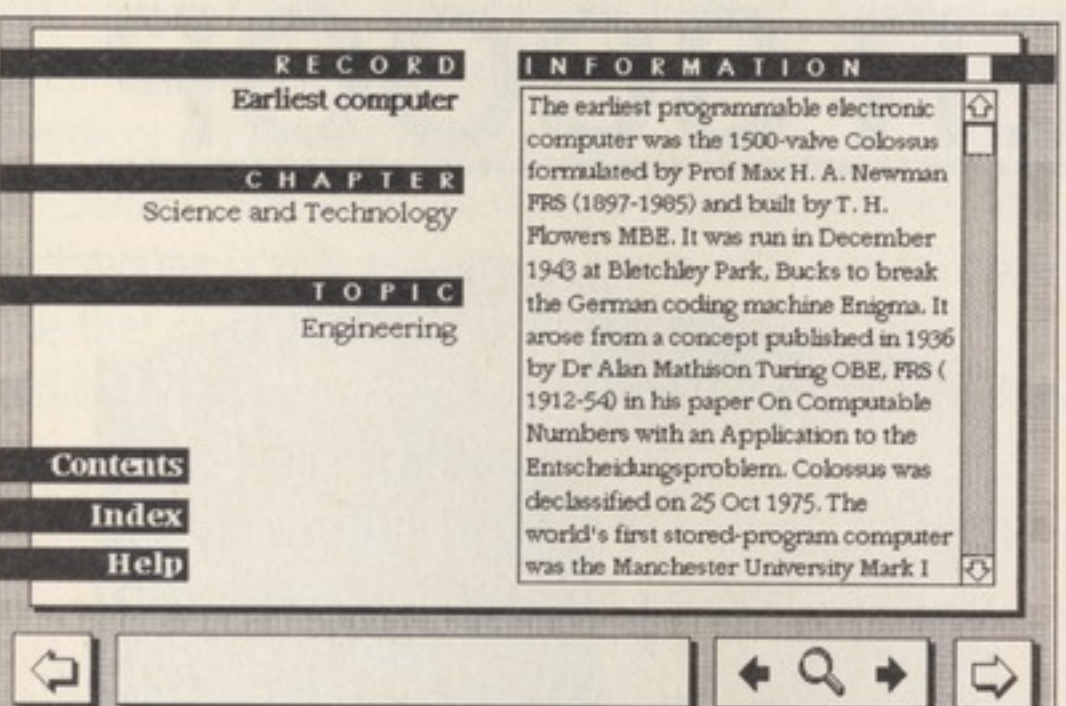 RECORD
Earliest computer
CHAPTER
Science and Technology
TOPIC
Engineering
Contents
Index
Help
INFORMATION
The earliest programmable electronic
computer was the 1500-valve Colossus
formulated by Prof Max H. A. Newman
FRS (1897-1985) and built by T. H.
Flowers MBE. It was run in December
1943 at Bletchley Park, Bucks to break
the German coding machine Enigma. It
arose from a concept published in 1936
by Dr Alan Mathison Turing OBE, FRS (
1912-54) in his paper On Computable
Numbers with an Application to the
Entscheidungsproblem. Colossus was
declassified on 25 Oct 1975. The
world's first stored-program computer
was the Manchester University Mark I